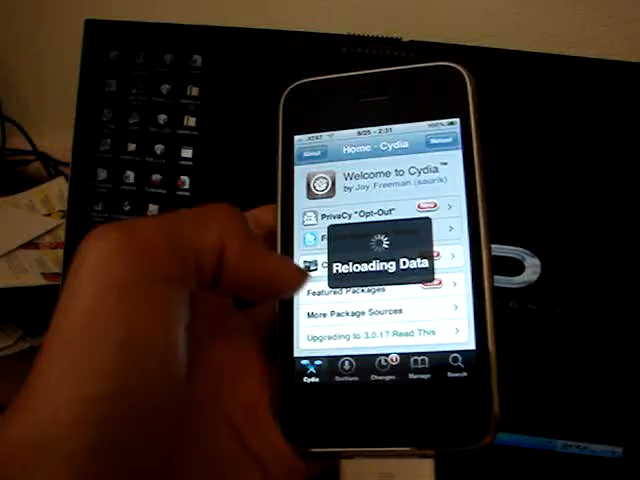 AT&T 8/25 - 2:31 100%
About Home · Cydia Reload
Welcome to Cydia™
by Jay Freeman (saurik)
PrivaCy "Opt-Out" New
F
Reloading Data
C
Featured Packages
More Package Sources
Upgrading to 3.0.1? Read This
Cydia Sections Changes 1 Manage Search